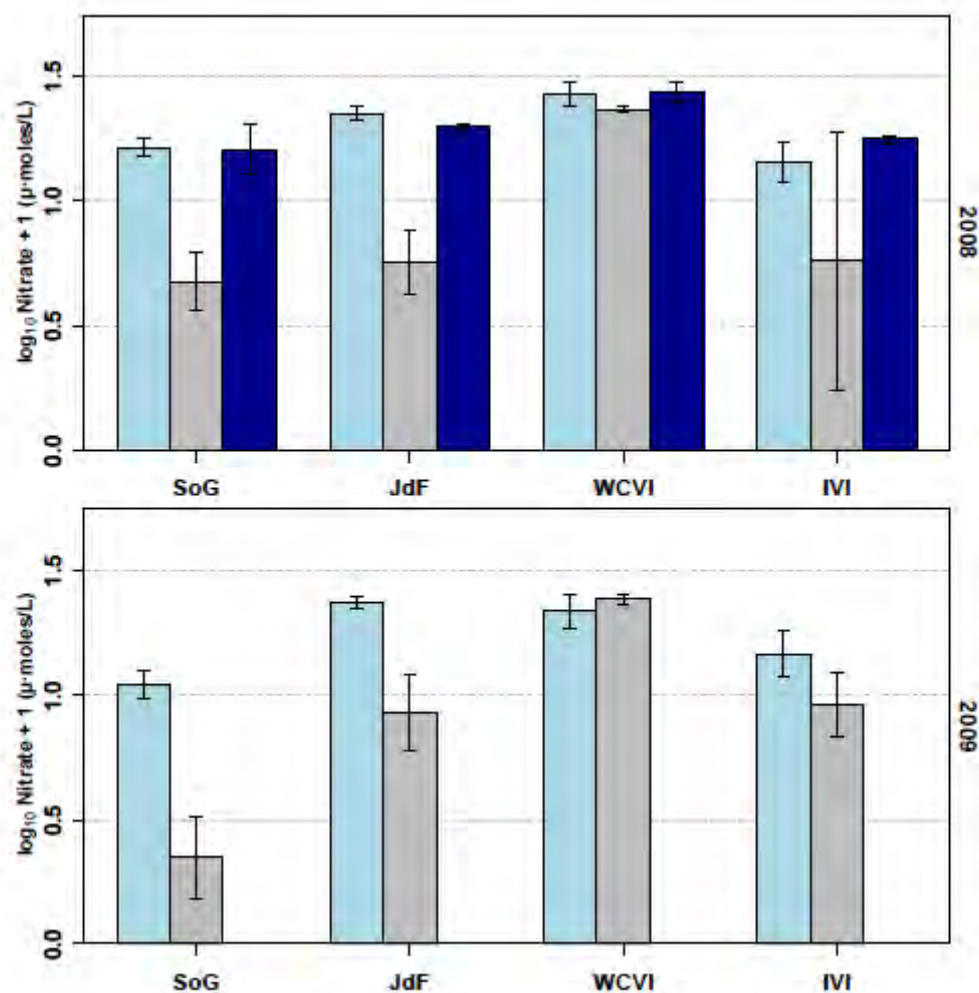 1.5
1.0
0.5
0.0
log₁₀ Nitrate + 1 (µ·moles/L)
2008
SoG JdF WCVI IVI
1.5
1.0
0.5
0.0
log₁₀ Nitrate + 1 (µ·moles/L)
2009
SoG JdF WCVI IVI